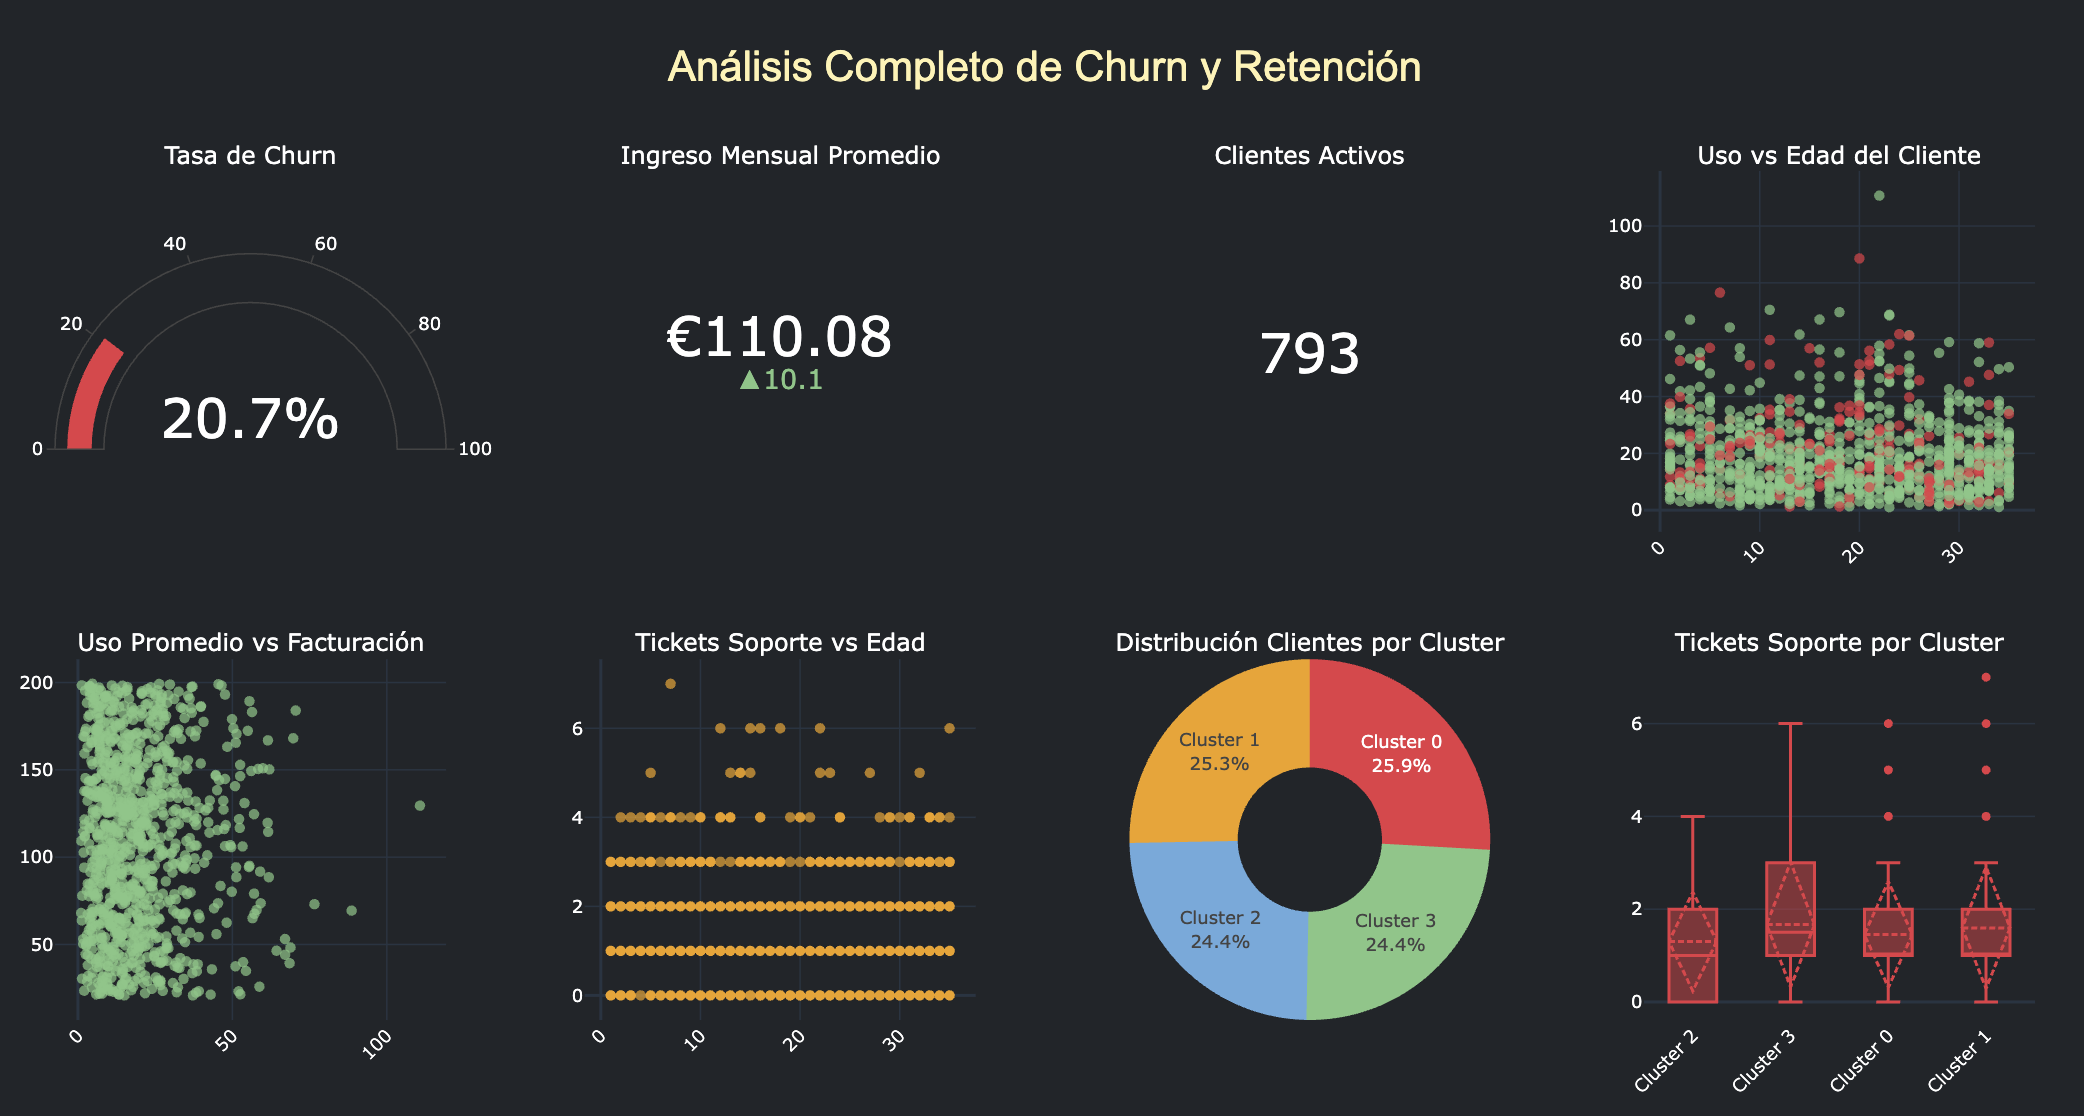 Análisis Completo de Churn y Retención
Tasa de Churn
0
20
40
60
80
100
20.7%
Ingreso Mensual Promedio
€110.08
▲10.1
Clientes Activos
793
Uso vs Edad del Cliente
100
80
60
40
20
0
0
10
20
30
Uso Promedio vs Facturación
200
150
100
50
0
50
100
Tickets Soporte vs Edad
6
4
2
0
0
10
20
30
Distribución Clientes por Cluster
Cluster 1
25.3%
Cluster 0
25.9%
Cluster 2
24.4%
Cluster 3
24.4%
Tickets Soporte por Cluster
6
4
2
0
Cluster 2
Cluster 3
Cluster 0
Cluster 1